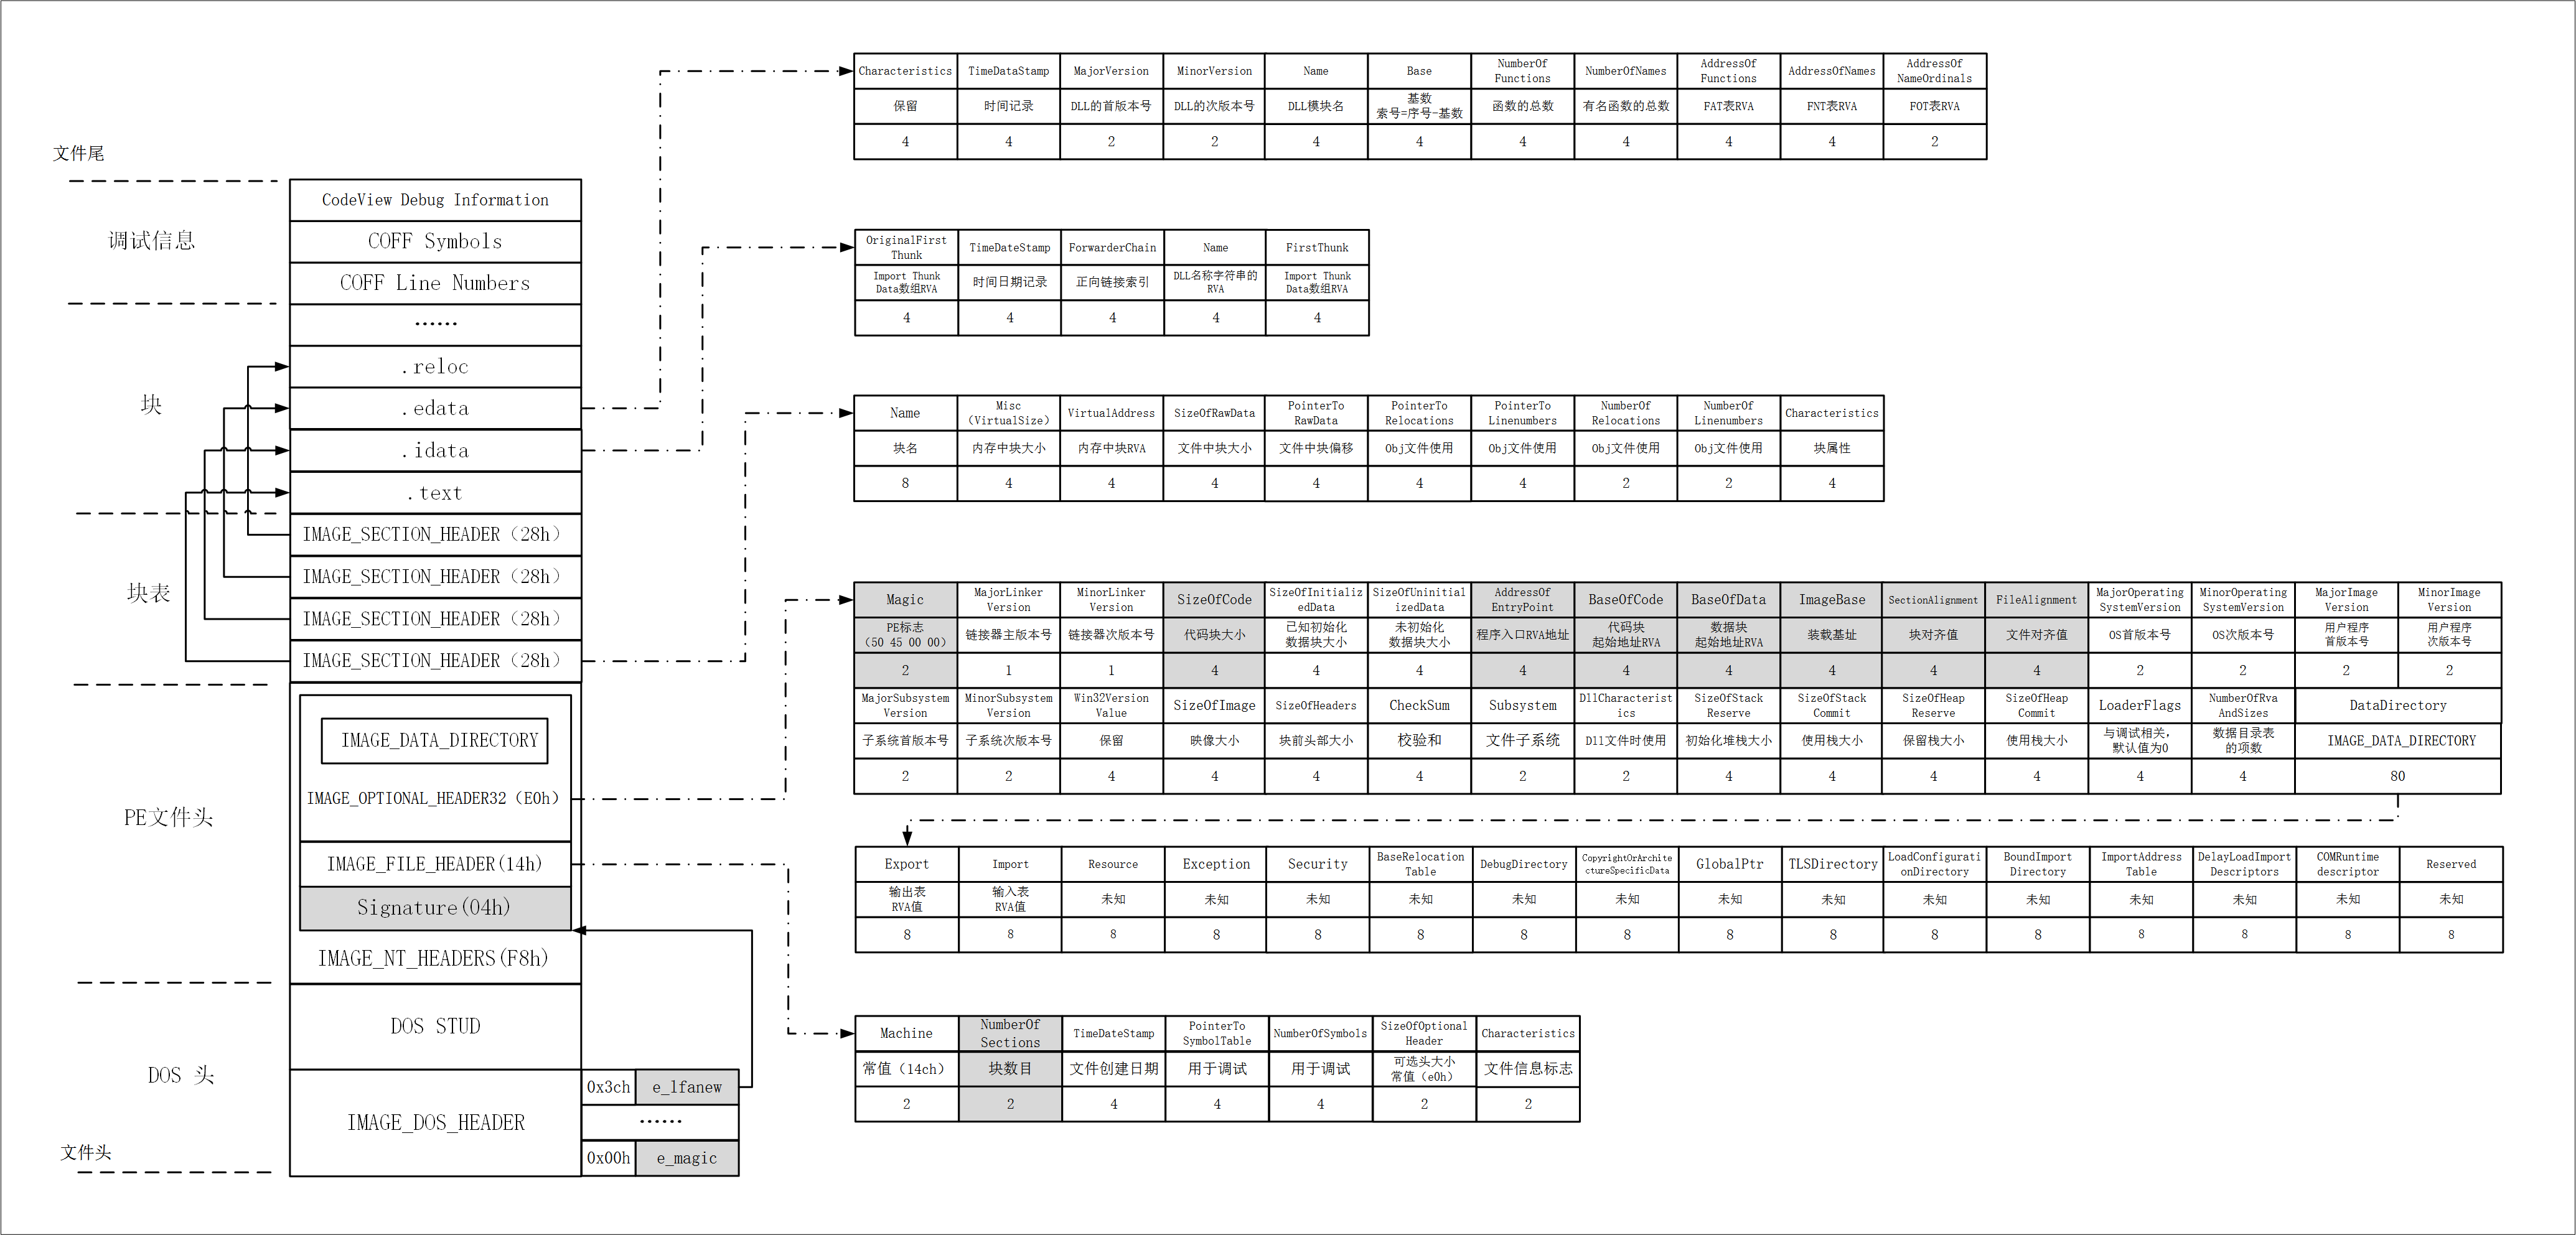 文件尾
调试信息
块
块表
PE文件头
DOS 头
文件头
CodeView Debug Information
COFF Symbols
COFF Line Numbers
······
.reloc
.edata
.idata
.text
IMAGE_SECTION_HEADER（28h）
IMAGE_SECTION_HEADER（28h）
IMAGE_SECTION_HEADER（28h）
IMAGE_SECTION_HEADER（28h）
IMAGE_DATA_DIRECTORY
IMAGE_OPTIONAL_HEADER32（E0h）
IMAGE_FILE_HEADER(14h)
Signature(04h)
IMAGE_NT_HEADERS(F8h)
DOS STUD
IMAGE_DOS_HEADER
0x3ch e_lfanew
······
0x00h e_magic
Characteristics TimeDataStamp MajorVersion MinorVersion Name Base NumberOf Functions NumberOfNames AddressOf Functions AddressOfNames AddressOf NameOrdinals
保留 时间记录 DLL的首版本号 DLL的次版本号 DLL模块名 基数 索号=序号-基数 函数的总数 有名函数的总数 FAT表RVA FNT表RVA FOT表RVA
4 4 2 2 4 4 4 4 4 4 2
OriginalFirst Thunk TimeDateStamp ForwarderChain Name FirstThunk
Import Thunk Data数组RVA 时间日期记录 正向链接索引 DLL名称字符串的 RVA Import Thunk Data数组RVA
4 4 4 4 4
Name Misc （VirtualSize） VirtualAddress SizeOfRawData PointerTo RawData PointerTo Relocations PointerTo Linenumbers NumberOf Relocations NumberOf Linenumbers Characteristics
块名 内存中块大小 内存中块RVA 文件中块大小 文件中块偏移 Obj文件使用 Obj文件使用 Obj文件使用 Obj文件使用 块属性
8 4 4 4 4 4 4 2 2 4
Magic MajorLinker Version MinorLinker Version SizeOfCode SizeOfInitializ edData SizeOfUninitial izedData AddressOf EntryPoint BaseOfCode BaseOfData ImageBase SectionAlignment FileAlignment MajorOperating SystemVersion MinorOperating SystemVersion MajorImage Version MinorImage Version
PE标志 （50 45 00 00） 链接器主版本号 链接器次版本号 代码块大小 已知初始化 数据块大小 未初始化 数据块大小 程序入口RVA地址 代码块 起始地址RVA 数据块 起始地址RVA 装载基址 块对齐值 文件对齐值 OS首版本号 OS次版本号 用户程序 首版本号 用户程序 次版本号
2 1 1 4 4 4 4 4 4 4 4 4 2 2 2 2
MajorSubsystem Version MinorSubsystem Version Win32Version Value SizeOfImage SizeOfHeaders CheckSum Subsystem DllCharacterist ics SizeOfStack Reserve SizeOfStack Commit SizeOfHeap Reserve SizeOfHeap Commit LoaderFlags NumberOfRva AndSizes DataDirectory
子系统首版本号 子系统次版本号 保留 映像大小 块前头部大小 校验和 文件子系统 Dll文件时使用 初始化堆栈大小 使用栈大小 保留栈大小 使用栈大小 与调试相关， 默认值为0 数据目录表 的项数 IMAGE_DATA_DIRECTORY
2 2 4 4 4 4 2 2 4 4 4 4 4 4 80
Export Import Resource Exception Security BaseRelocation Table DebugDirectory CopyrightOrArchite ctureSpecificData GlobalPtr TLSDirectory LoadConfigurati onDirectory BoundImport Directory ImportAddress Table DelayLoadImport Descriptors COMRuntime descriptor Reserved
输出表 RVA值 输入表 RVA值 未知 未知 未知 未知 未知 未知 未知 未知 未知 未知 未知 未知 未知 未知
8 8 8 8 8 8 8 8 8 8 8 8 8 8 8 8
Machine NumberOf Sections TimeDateStamp PointerTo SymbolTable NumberOfSymbols SizeOfOptional Header Characteristics
常值（14ch） 块数目 文件创建日期 用于调试 用于调试 可选头大小 常值（e0h） 文件信息标志
2 2 4 4 4 2 2